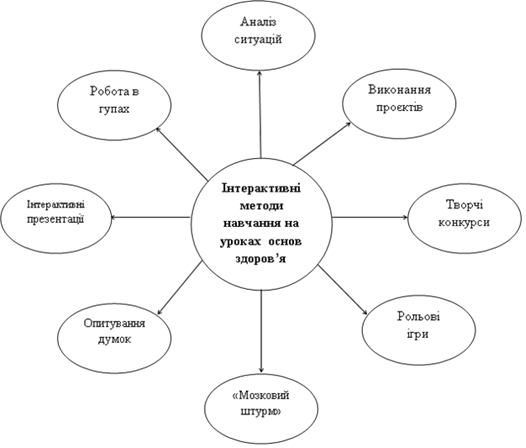 Аналіз
ситуацій
Робота в
гупах
Виконання
проєктів
Інтерактивні
методи
навчання на
уроках основ
здоров’я
Інтерактивні
презентації
Творчі
конкурси
Опитування
думок
Рольові
ігри
«Мозковий
штурм»